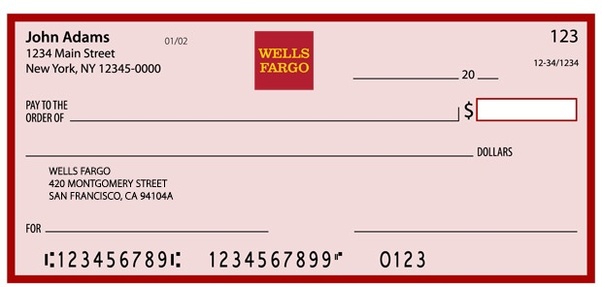 John Adams 01/02 123
1234 Main Street
New York, NY 12345-0000
WELLS
FARGO
12-34/1234
20
PAY TO THE
ORDER OF
$
DOLLARS
WELLS FARGO
420 MONTGOMERY STREET
SAN FRANCISCO, CA 94104A
FOR
⑆123456789⑆ 1234567899⑈ 0123